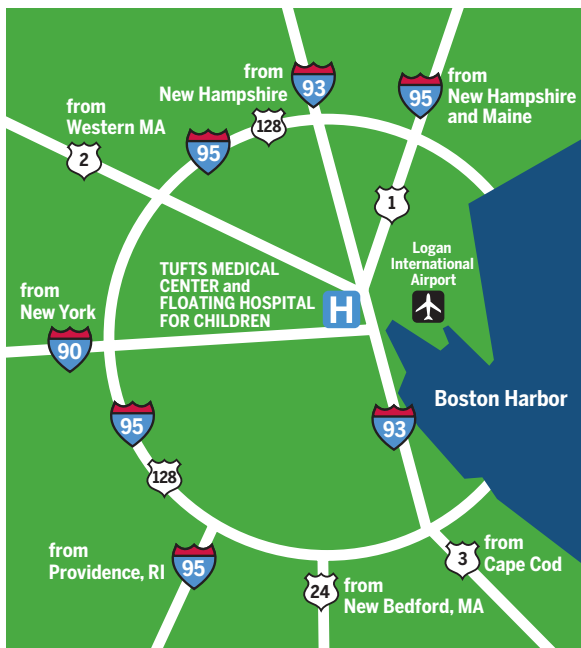 from
New Hampshire
93
95
from
New Hampshire
and Maine
from
Western MA
128
95
2
1
Logan
International
Airport
TUFTS MEDICAL
CENTER and
FLOATING HOSPITAL
FOR CHILDREN
H
from
New York
90
Boston Harbor
95
93
128
from
Providence, RI
95
24
from
New Bedford, MA
3
from
Cape Cod